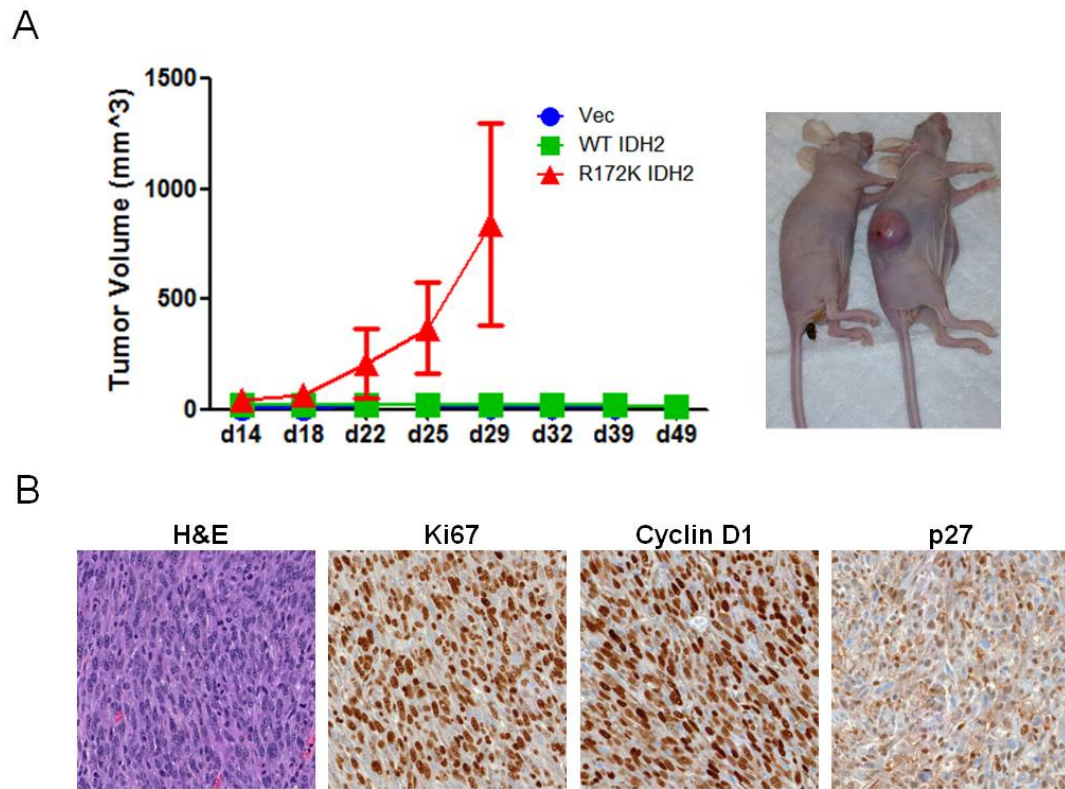 A
Tumor Volume (mm^3)
1500
1000
500
0
d14 d18 d22 d25 d29 d32 d39 d49
Vec
WT IDH2
R172K IDH2
B
H&E Ki67 Cyclin D1 p27